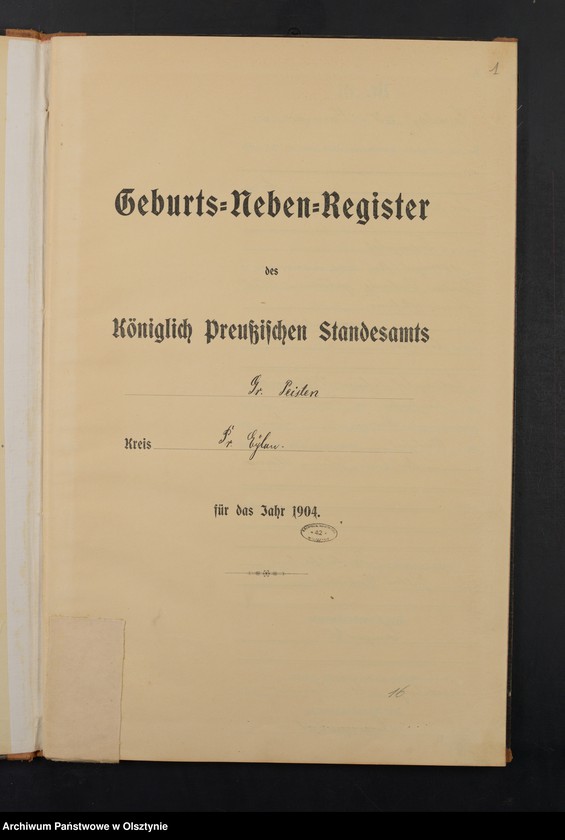 1
Geburts=Neben=Register
des
Königlich Preußischen Standesamts
Gr. Peisten
Kreis Pr. Eylau.
für das Jahr 1904.
- 42 -
16
Archiwum Państwowe w Olsztynie